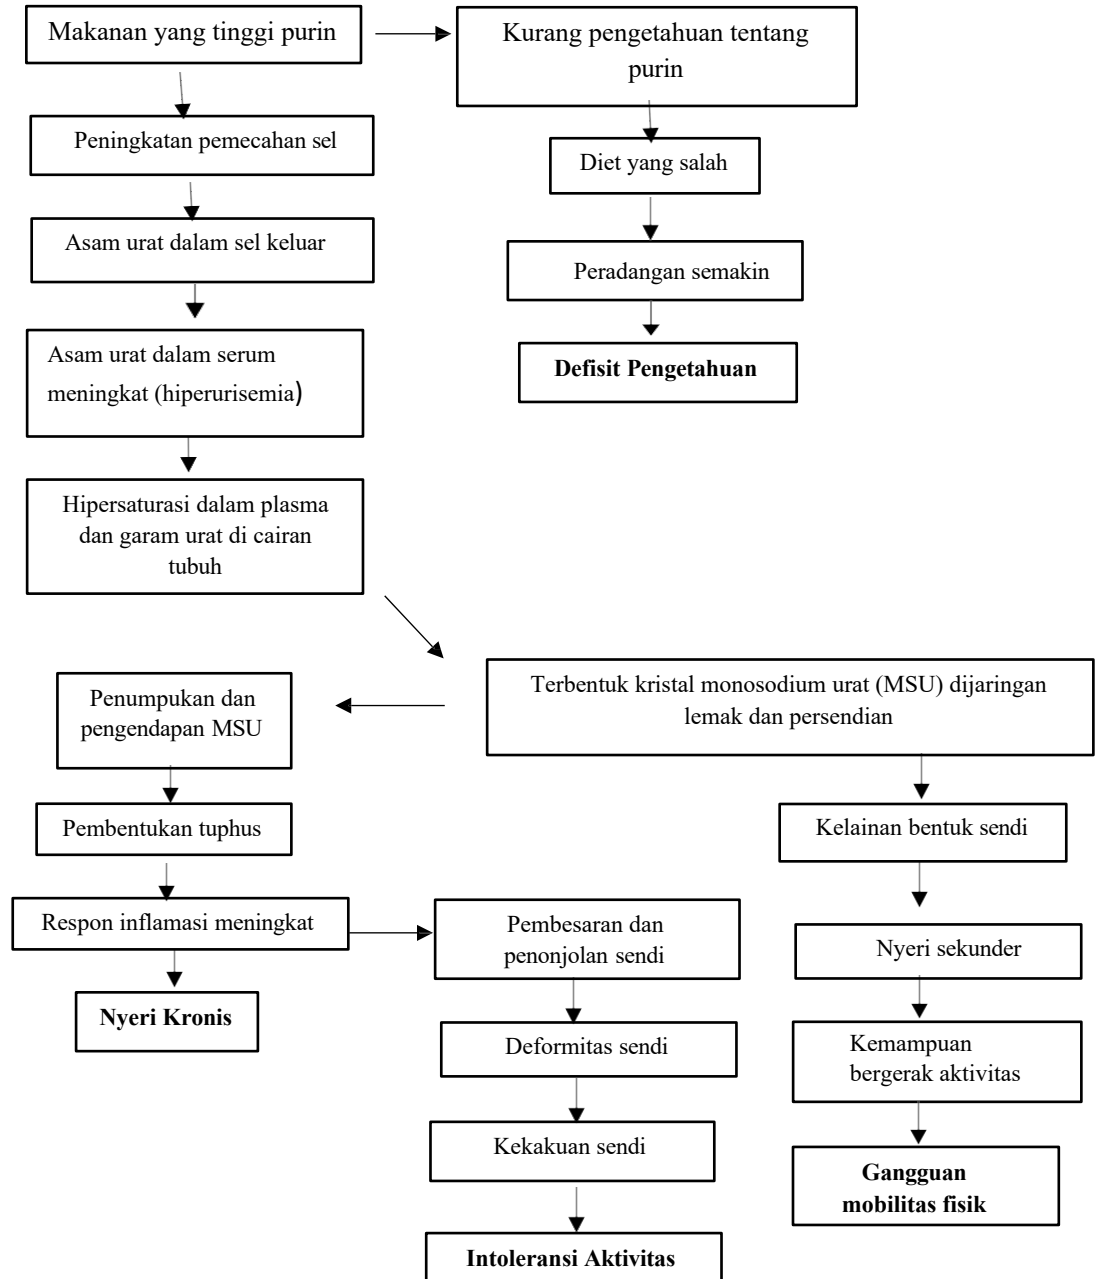 Makanan yang tinggi purin
Kurang pengetahuan tentang
purin
Peningkatan pemecahan sel
Diet yang salah
Asam urat dalam sel keluar
Peradangan semakin
Asam urat dalam serum
meningkat (hiperurisemia)
Defisit Pengetahuan
Hipersaturasi dalam plasma
dan garam urat di cairan
tubuh
Penumpukan dan
pengendapan MSU
Terbentuk kristal monosodium urat (MSU) dijaringan
lemak dan persendian
Pembentukan tuphus
Kelainan bentuk sendi
Respon inflamasi meningkat
Pembesaran dan
penonjolan sendi
Nyeri sekunder
Nyeri Kronis
Deformitas sendi
Kemampuan
bergerak aktivitas
Kekakuan sendi
Gangguan
mobilitas fisik
Intoleransi Aktivitas